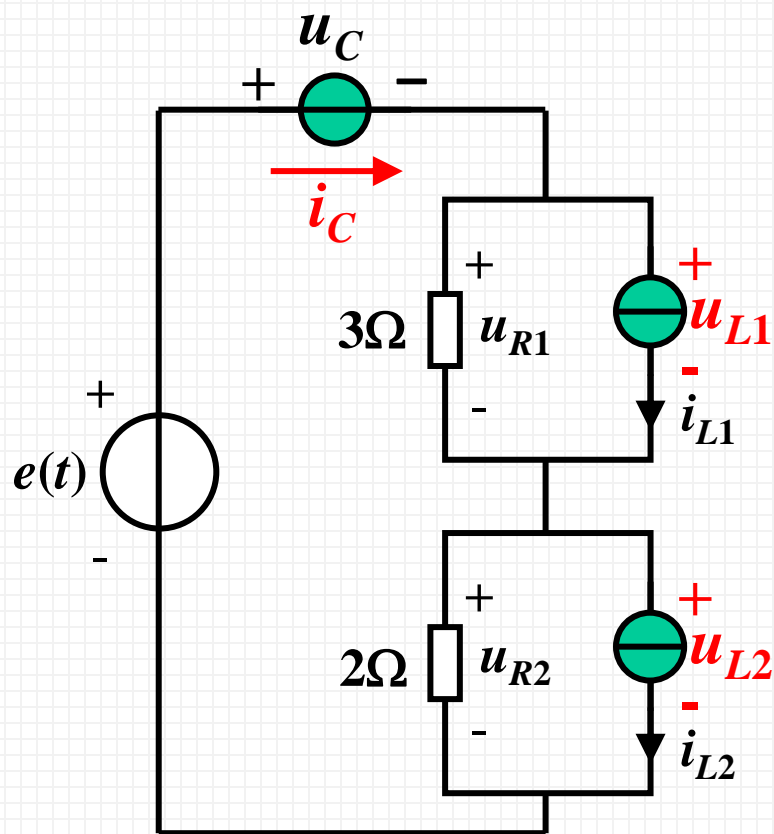 u_C
+ −
i_C
+
3Ω u_R1
-
+
u_L1
-
i_L1
+
e(t)
-
+
2Ω u_R2
-
+
u_L2
-
i_L2